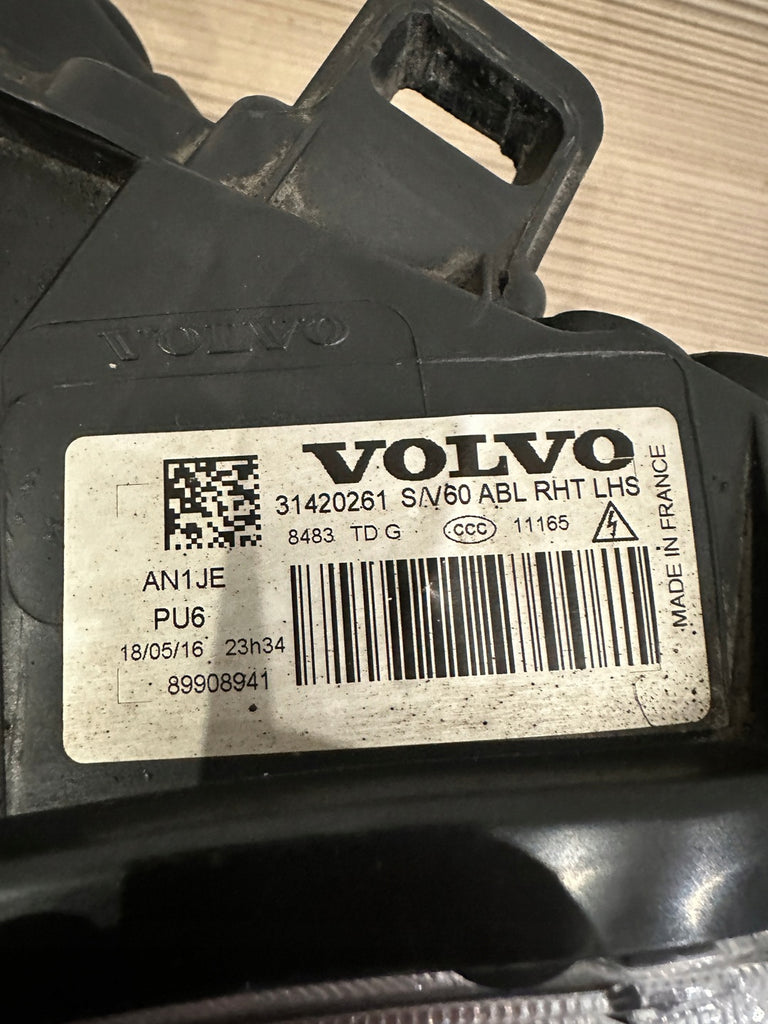 VOLVO
VOLVO
31420261 S/V60 ABL RHT LHS
8483 TD G CCC 11165
MADE IN FRANCE
AN1JE
PU6
18/05/16 23h34
89908941